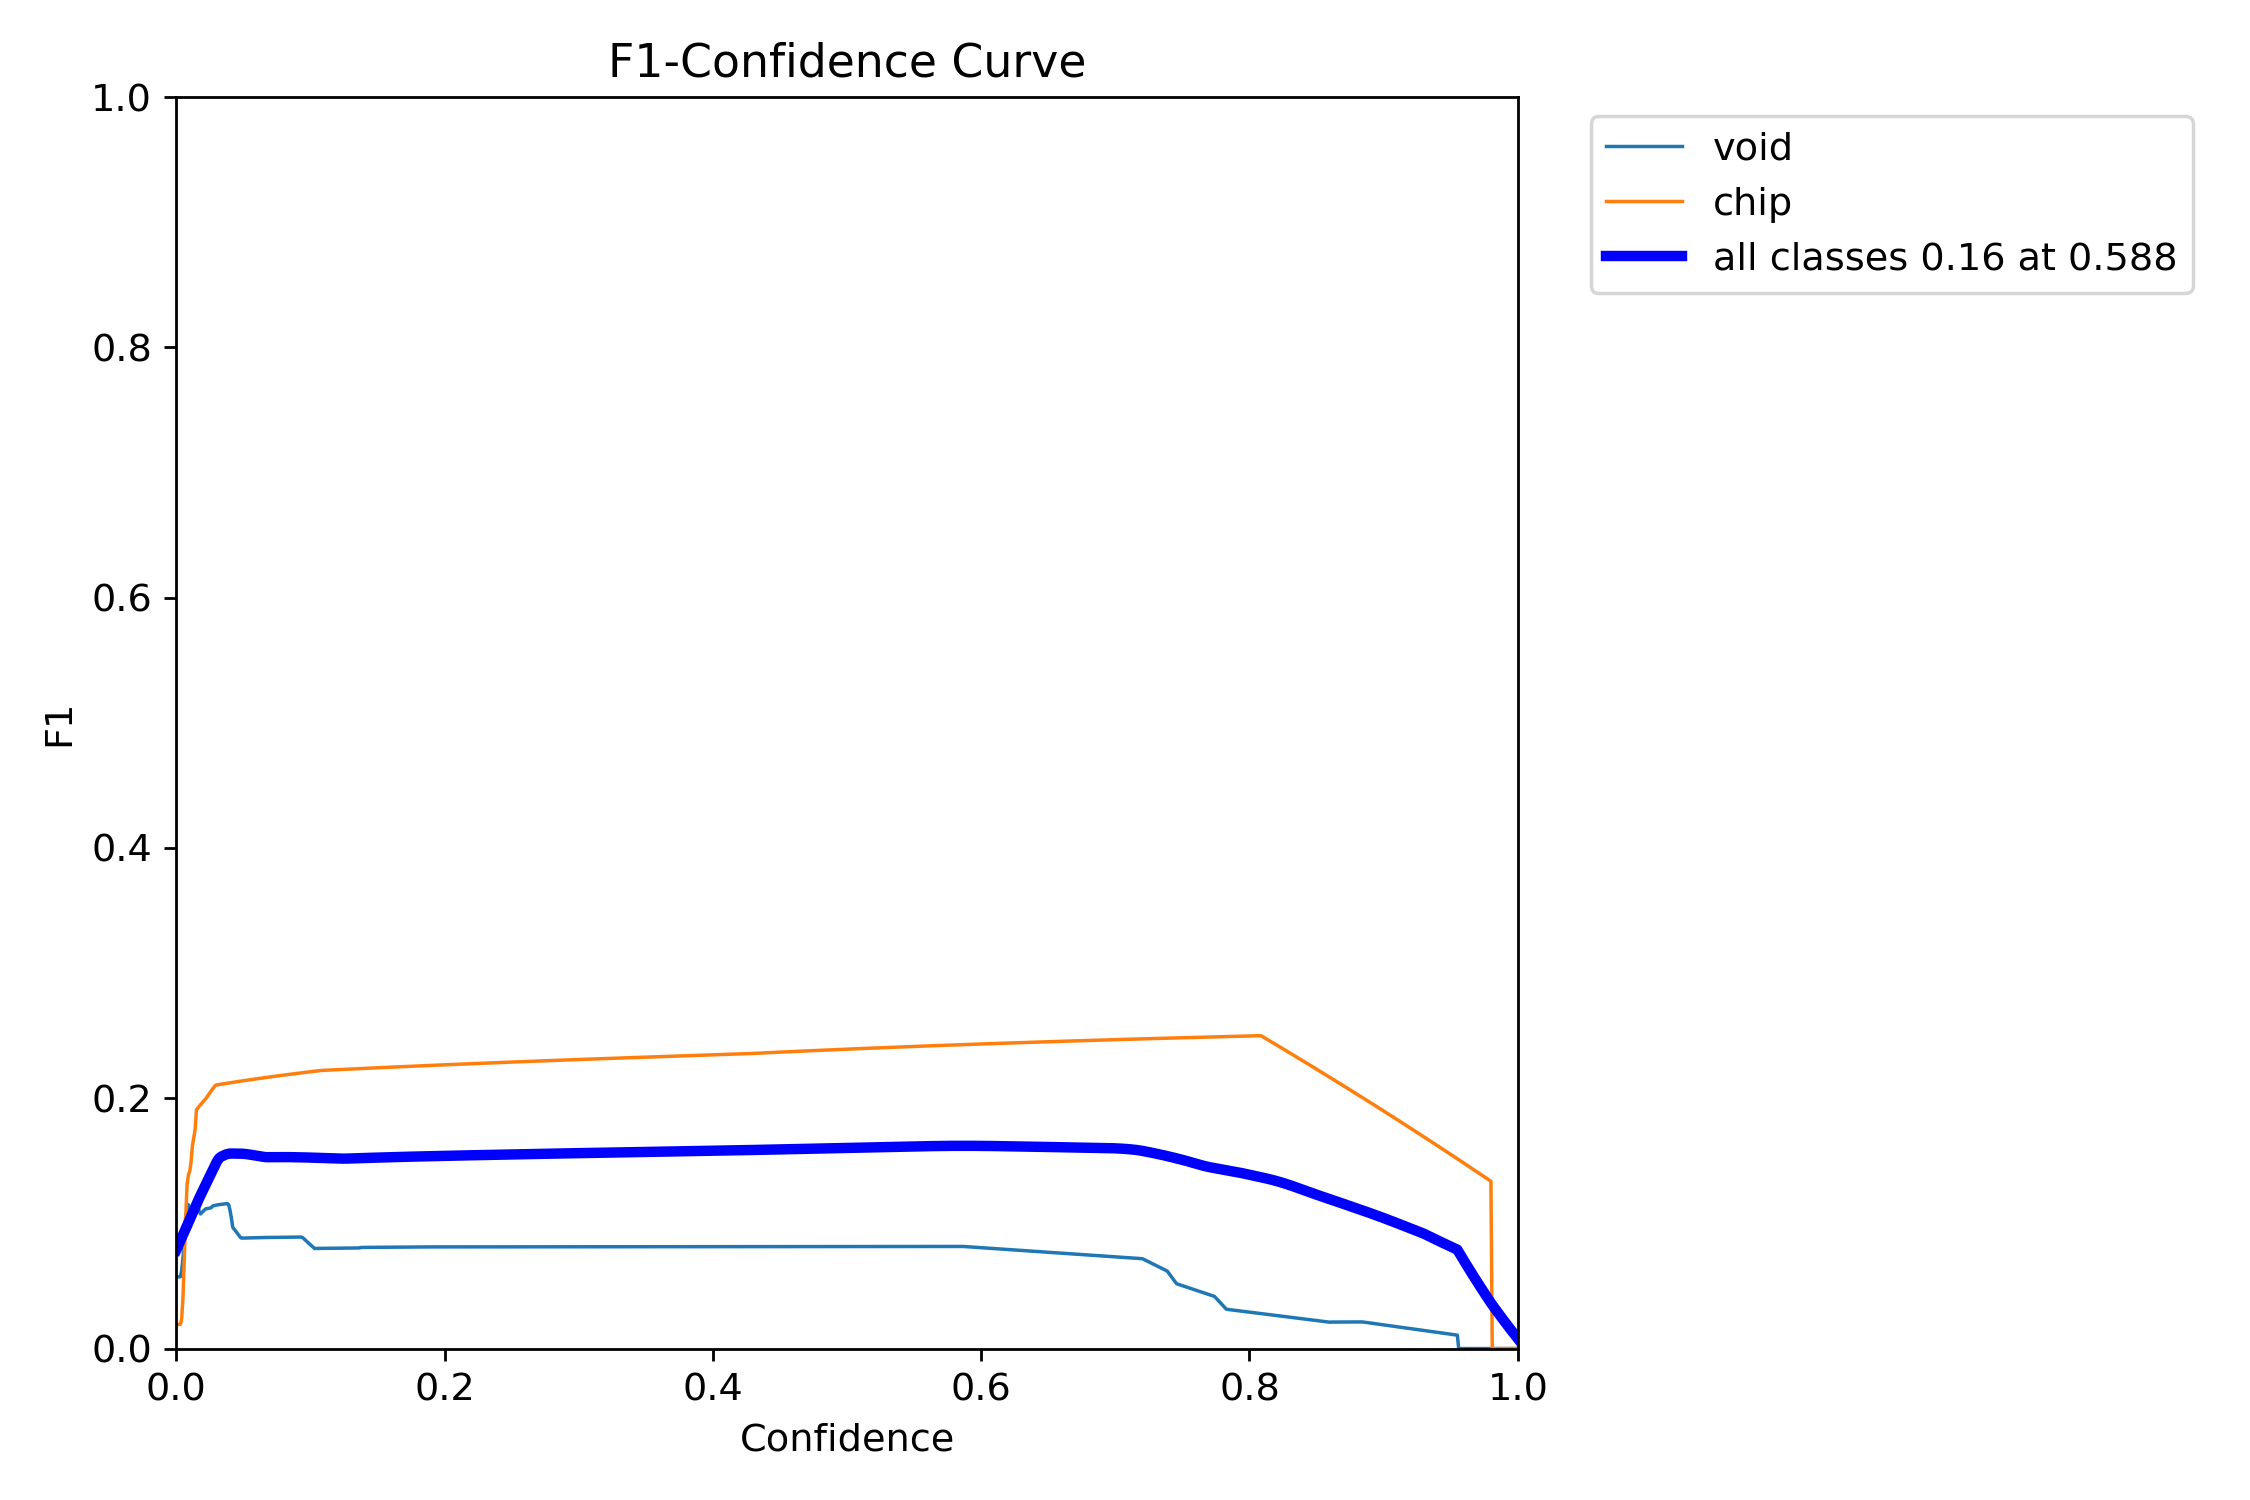 F1-Confidence Curve
1.0
0.8
0.6
0.4
0.2
0.0
F1
0.0 0.2 0.4 0.6 0.8 1.0
Confidence
void
chip
all classes 0.16 at 0.588